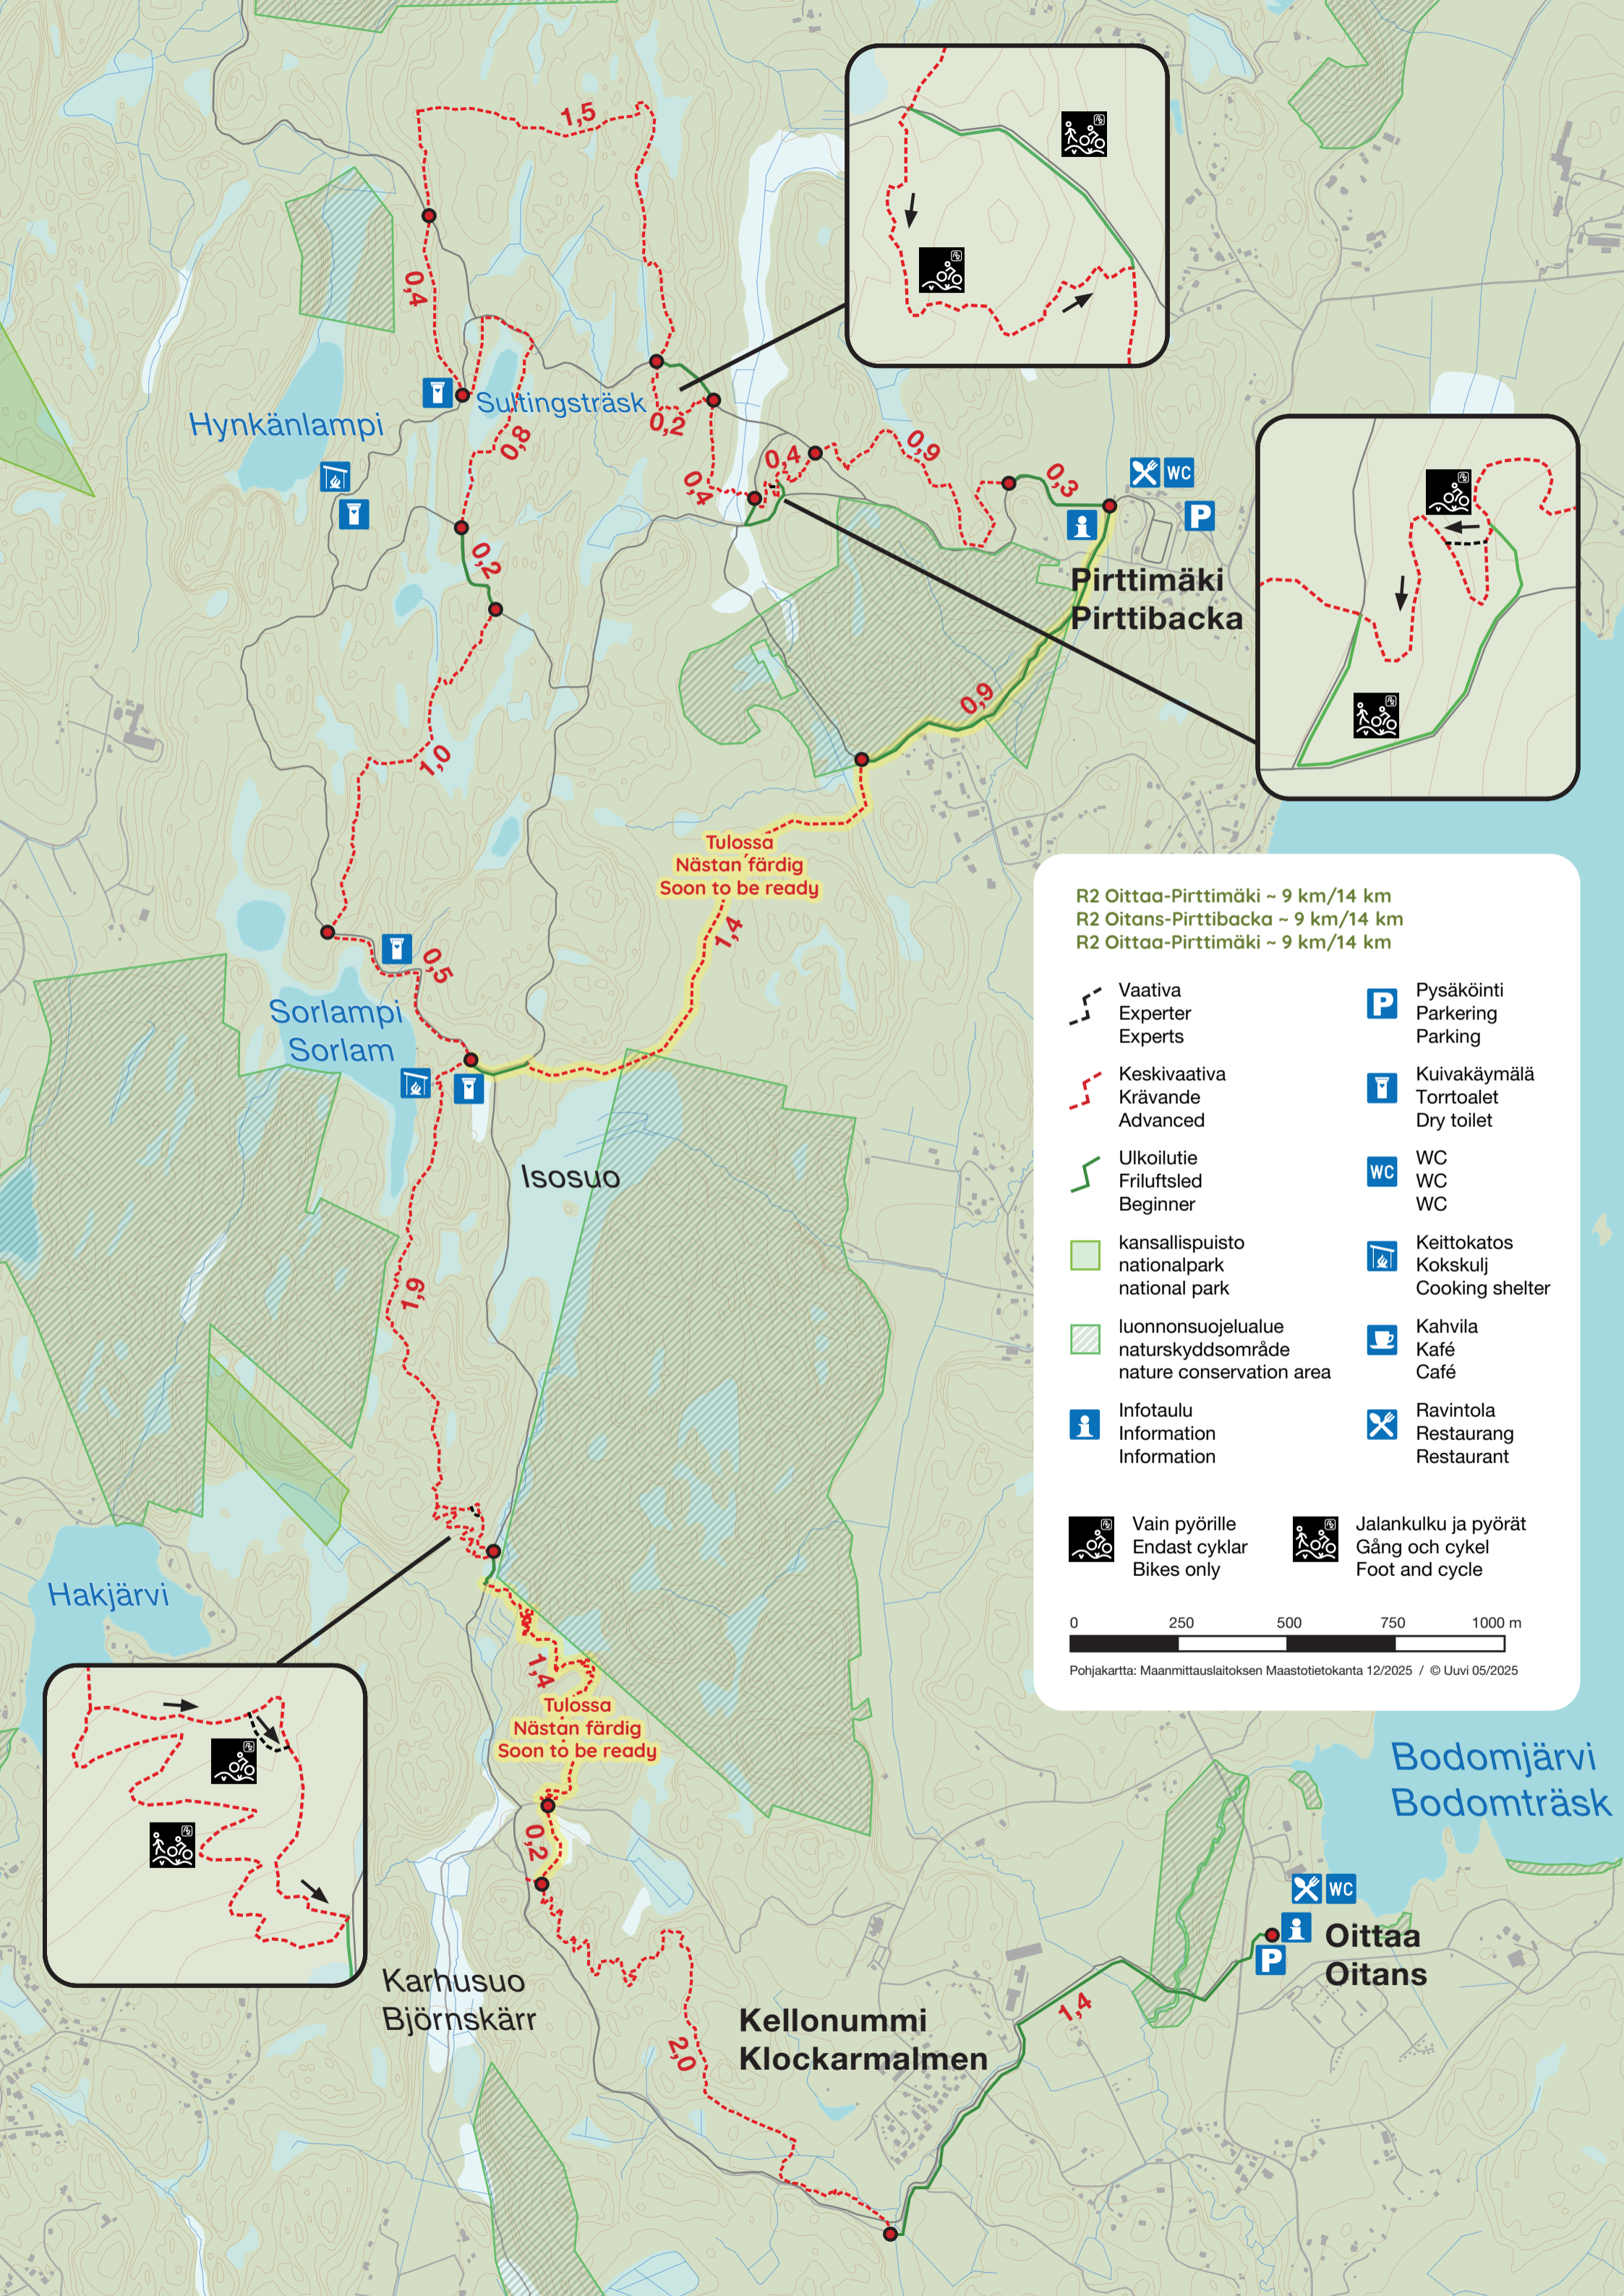 1,5
0,4
Hynkänlampi
Sultingsträsk
0,8
0,2
0,4
0,4
0,9
0,3
WC
P
0,2
Pirttimäki
Pirttibacka
0,9
1,0
Tulossa
Nästan färdig
Soon to be ready
1,4
0,5
Sorlampi
Sorlam
Isosuo
1,9
Hakjärvi
1,4
Tulossa
Nästan färdig
Soon to be ready
0,2
Karhusuo
Björnskärr
2,0
Kellonummi
Klockarmalmen
1,4
WC
P
Oittaa
Oitans
Bodomjärvi
Bodomträsk
R2 Oittaa-Pirttimäki ~ 9 km/14 km
R2 Oitans-Pirttibacka ~ 9 km/14 km
R2 Oittaa-Pirttimäki ~ 9 km/14 km
Vaativa
Experter
Experts
Keskivaativa
Krävande
Advanced
Ulkoilutie
Friluftsled
Beginner
kansallispuisto
nationalpark
national park
luonnonsuojelualue
naturskyddsområde
nature conservation area
Infotaulu
Information
Information
P
Pysäköinti
Parkering
Parking
Kuivakäymälä
Torrtoalet
Dry toilet
WC
WC
WC
WC
Keittokatos
Kokskulj
Cooking shelter
Kahvila
Kafé
Café
Ravintola
Restaurang
Restaurant
Vain pyörille
Endast cyklar
Bikes only
Jalankulku ja pyörät
Gång och cykel
Foot and cycle
0 250 500 750 1000 m
Pohjakartta: Maanmittauslaitoksen Maastotietokanta 12/2025 / © Uuvi 05/2025